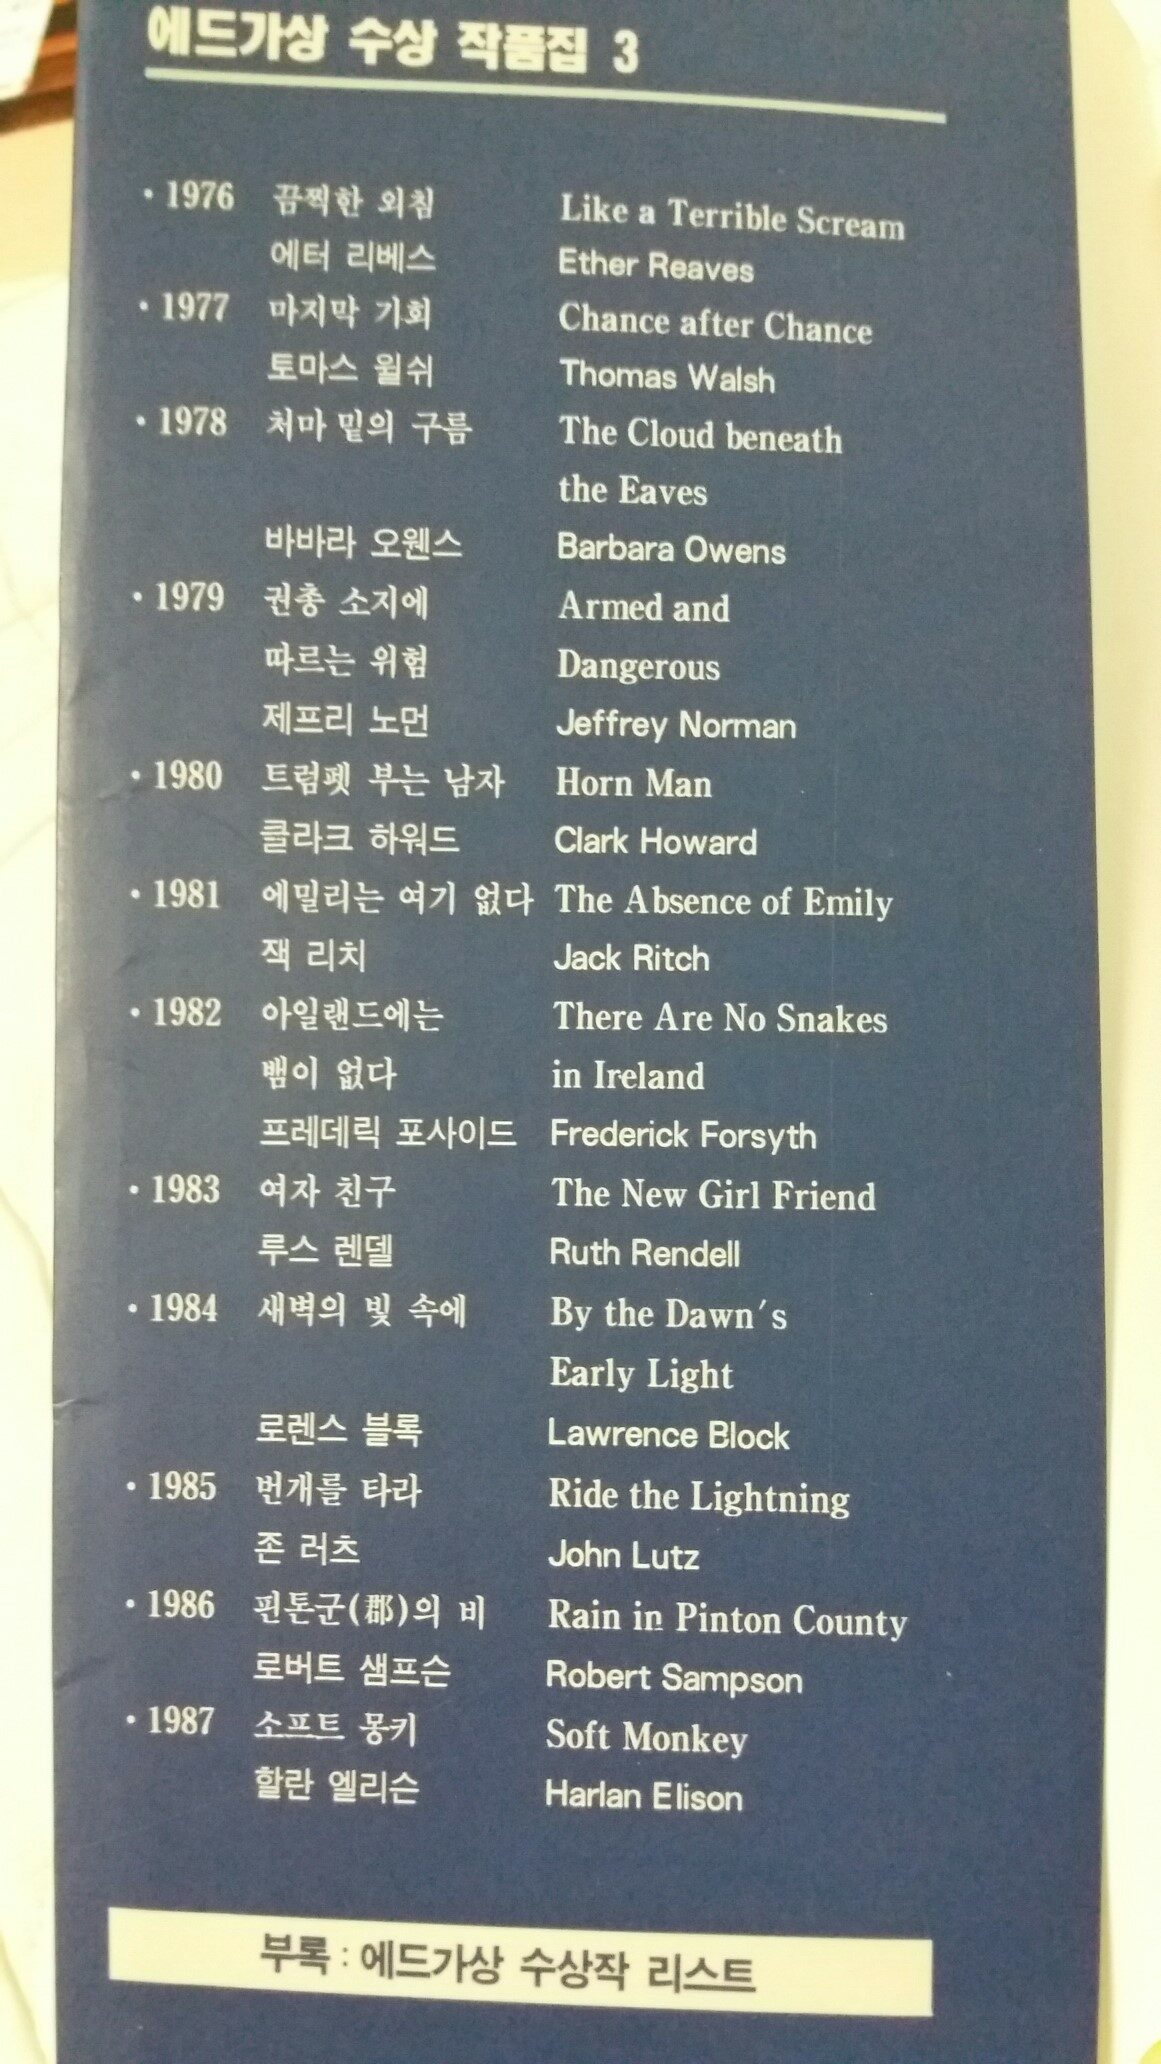 에드가상 수상 작품집 3
· 1976 끔찍한 외침 Like a Terrible Scream
에터 리베스 Ether Reaves
· 1977 마지막 기회 Chance after Chance
토마스 월쉬 Thomas Walsh
· 1978 처마 밑의 구름 The Cloud beneath
the Eaves
바바라 오웬스 Barbara Owens
· 1979 권총 소지에 Armed and
따르는 위험 Dangerous
제프리 노먼 Jeffrey Norman
· 1980 트럼펫 부는 남자 Horn Man
클라크 하워드 Clark Howard
· 1981 에밀리는 여기 없다 The Absence of Emily
잭 리치 Jack Ritch
· 1982 아일랜드에는 There Are No Snakes
뱀이 없다 in Ireland
프레데릭 포사이드 Frederick Forsyth
· 1983 여자 친구 The New Girl Friend
루스 렌델 Ruth Rendell
· 1984 새벽의 빛 속에 By the Dawn's
Early Light
로렌스 블록 Lawrence Block
· 1985 번개를 타라 Ride the Lightning
존 러츠 John Lutz
· 1986 핀톤군(郡)의 비 Rain in Pinton County
로버트 샘프슨 Robert Sampson
· 1987 소프트 몽키 Soft Monkey
할란 엘리슨 Harlan Elison
부록 : 에드가상 수상작 리스트